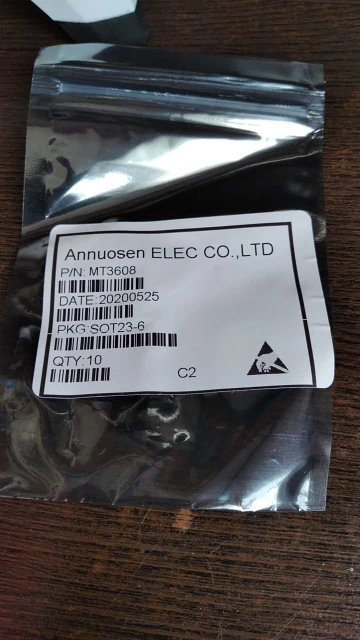 Annuosen ELEC CO.,LTD
P/N: MT3608
DATE:20200525
PKG:SOT23-6
QTY:10
C2